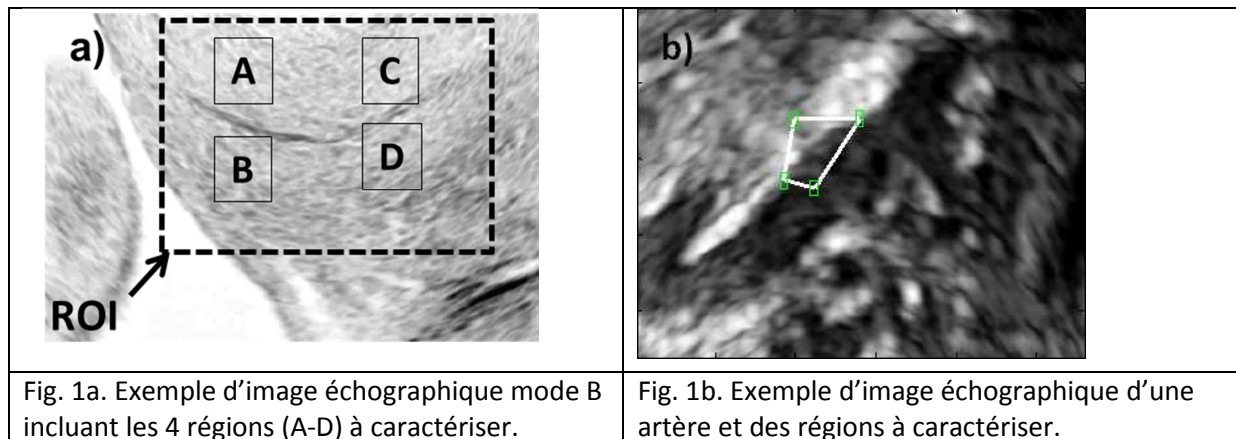 a)
A
C
B
D
ROI
b)
Fig. 1a. Exemple d'image échographique mode B
incluant les 4 régions (A-D) à caractériser.
Fig. 1b. Exemple d'image échographique d'une
artère et des régions à caractériser.